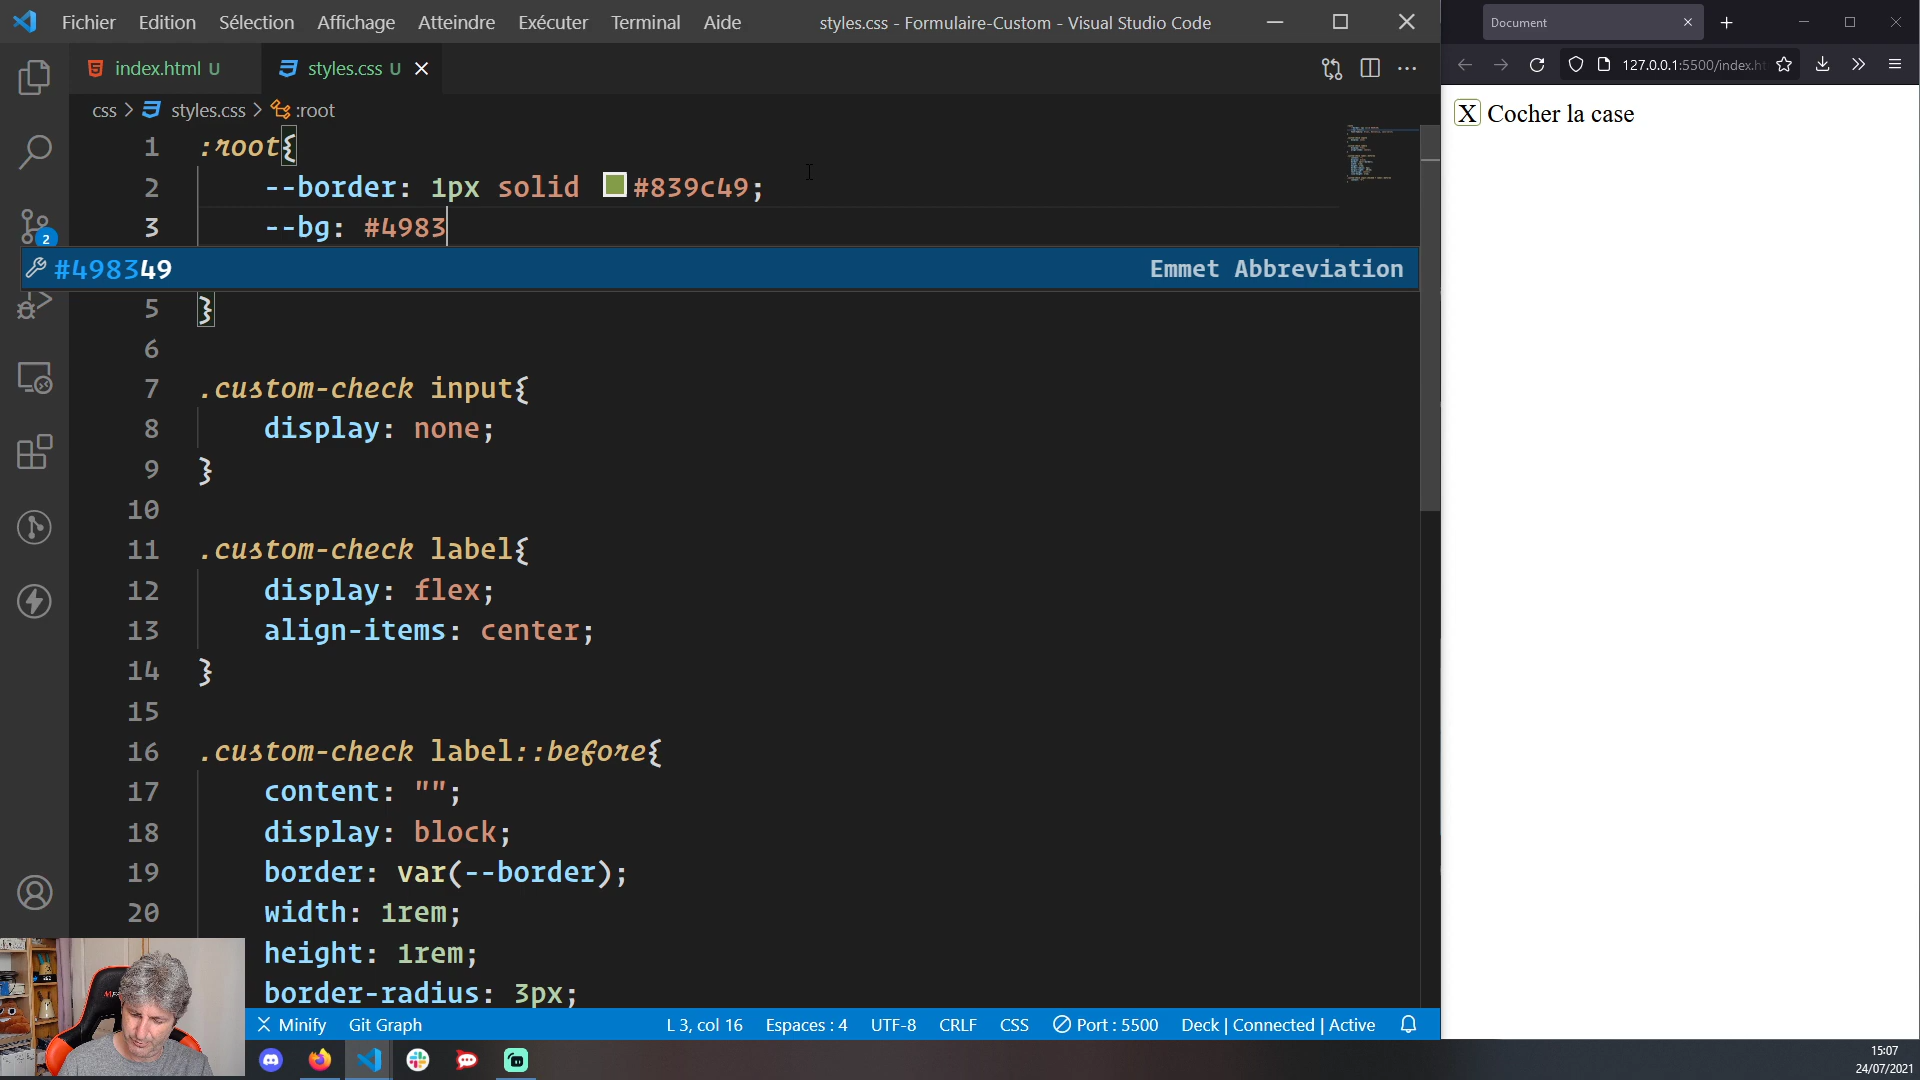 Fichier Edition Sélection Affichage Atteindre Exécuter Terminal Aide styles.css - Formulaire-Custom - Visual Studio Code
index.html U styles.css U
css > styles.css > :root
1 :root{
2 --border: 1px solid #839c49;
3 --bg: #4983
#498349 Emmet Abbreviation
5 }
6
7 .custom-check input{
8 display: none;
9 }
10
11 .custom-check label{
12 display: flex;
13 align-items: center;
14 }
15
16 .custom-check label::before{
17 content: "";
18 display: block;
19 border: var(--border);
20 width: 1rem;
height: 1rem;
border-radius: 3px;
2
Minify Git Graph L 3, col 16 Espaces : 4 UTF-8 CRLF CSS Port : 5500 Deck | Connected | Active
Document
127.0.0.1:5500/index.ht
X Cocher la case
15:07
24/07/2021